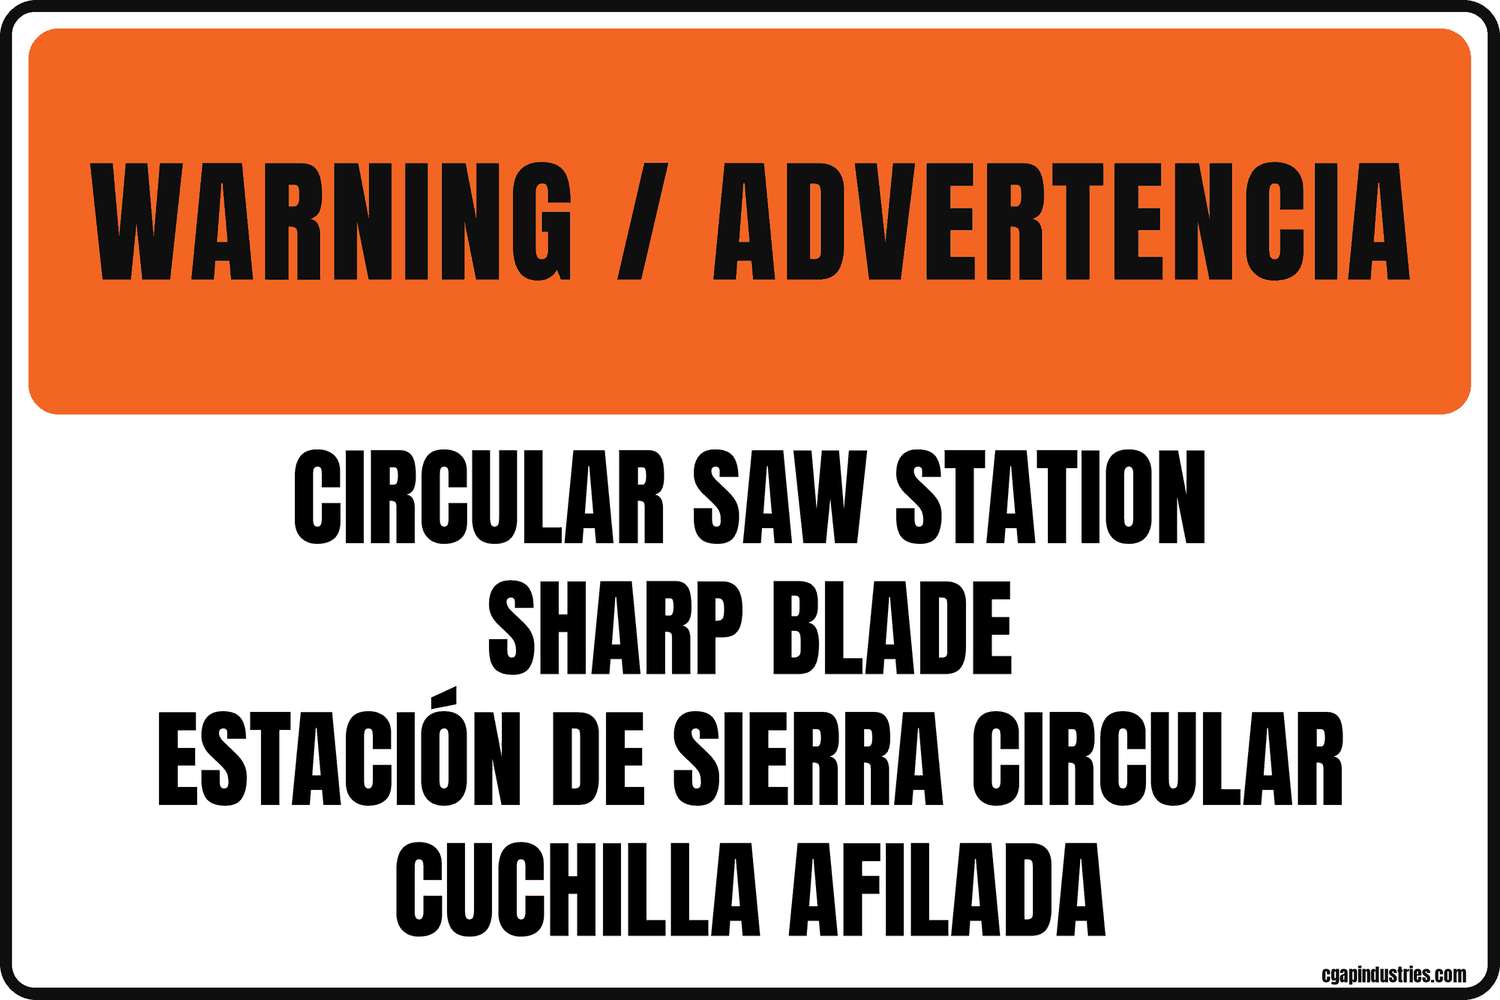 WARNING / ADVERTENCIA
CIRCULAR SAW STATION
SHARP BLADE
ESTACIÓN DE SIERRA CIRCULAR
CUCHILLA AFILADA
cgapindustries.com